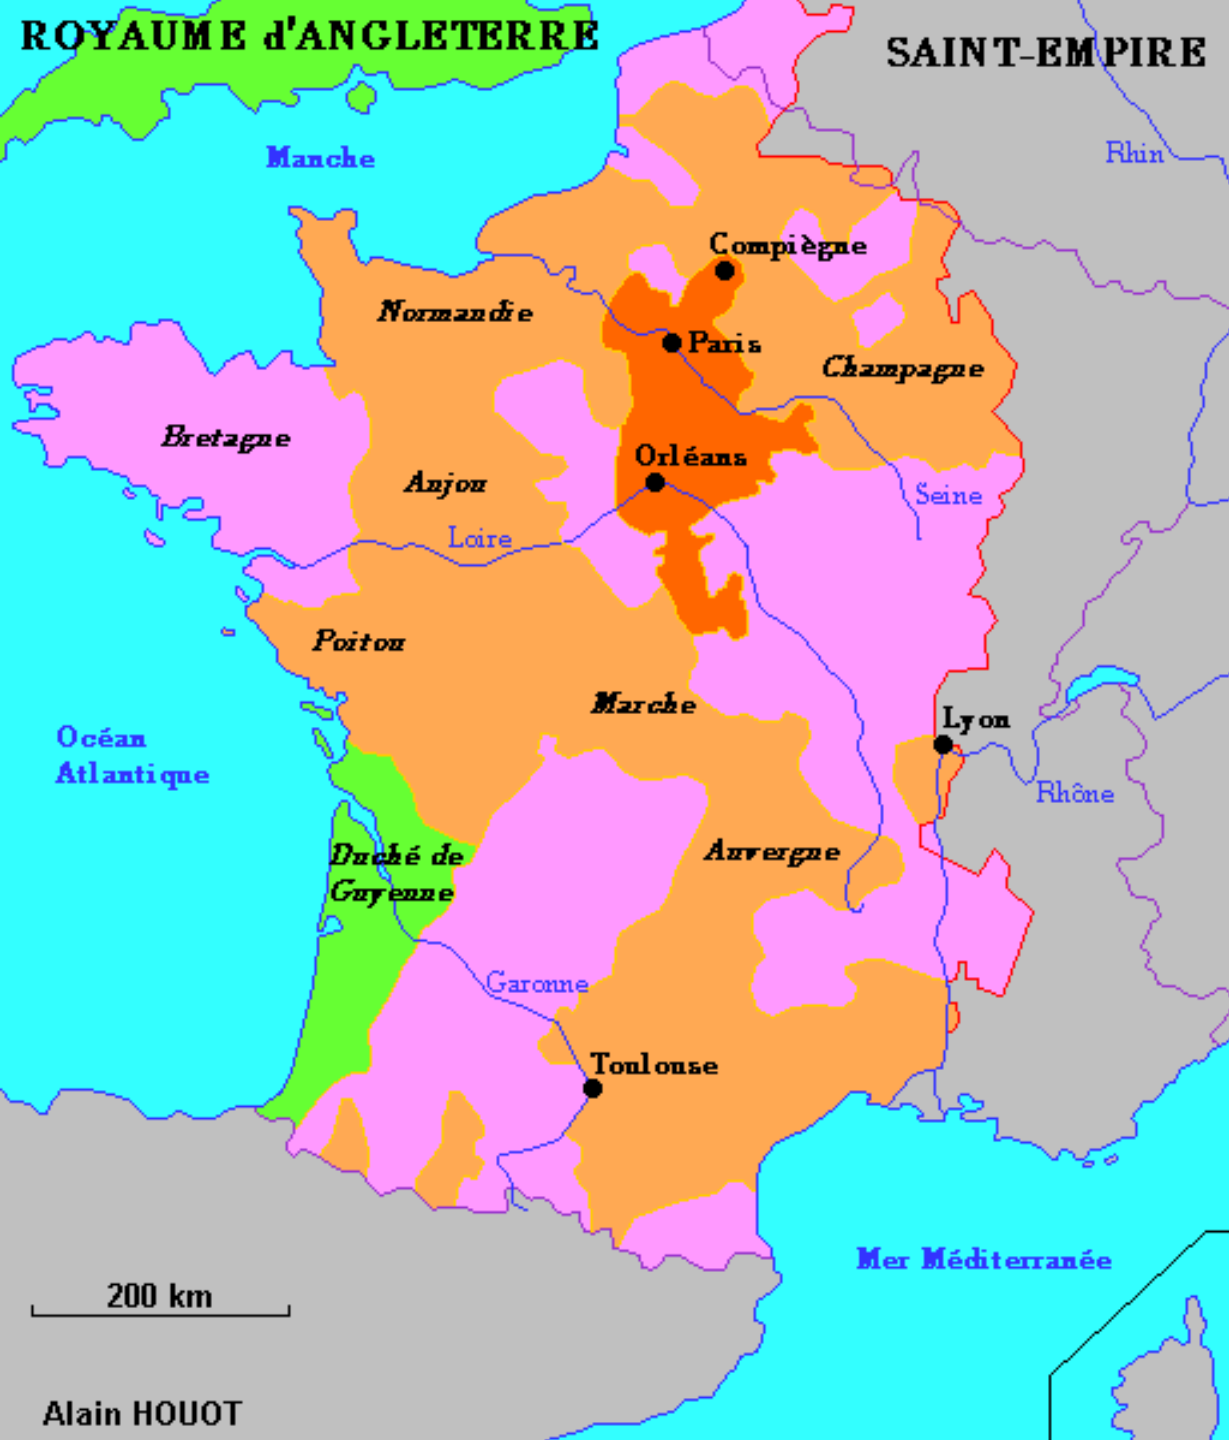 ROYAUME d'ANGLETERRE
SAINT-EMPIRE
Manche
Rhin
Compiègne
Normandie
Paris
Champagne
Bretagne
Orléans
Anjou
Seine
Loire
Poitou
Marche
Lyon
Océan
Atlantique
Rhône
Duché de
Guyenne
Auvergne
Garonne
Toulouse
Mer Méditerranée
200 km
Alain HOUOT